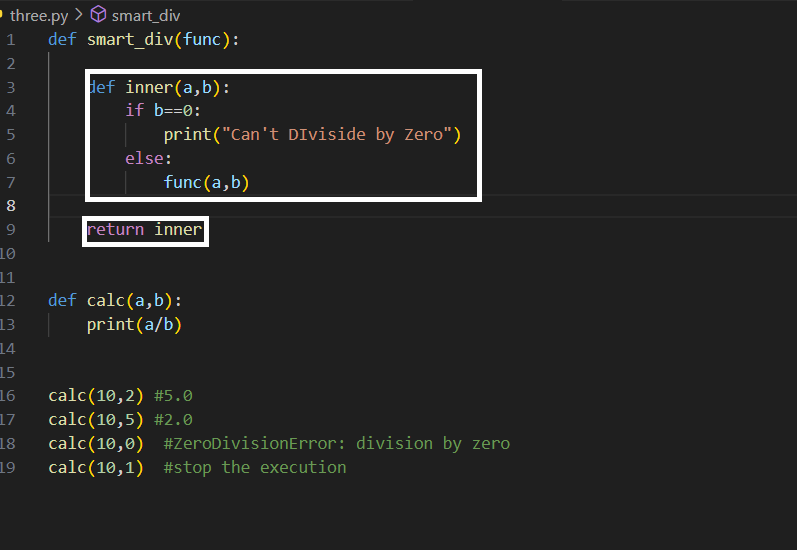 three.py > smart_div
1 def smart_div(func):
2
3 def inner(a,b):
4 if b==0:
5 print("Can't DIviside by Zero")
6 else:
7 func(a,b)
8
9 return inner
10
11
12 def calc(a,b):
13 print(a/b)
14
15
16 calc(10,2) #5.0
17 calc(10,5) #2.0
18 calc(10,0)  #ZeroDivisionError: division by zero
19 calc(10,1)  #stop the execution